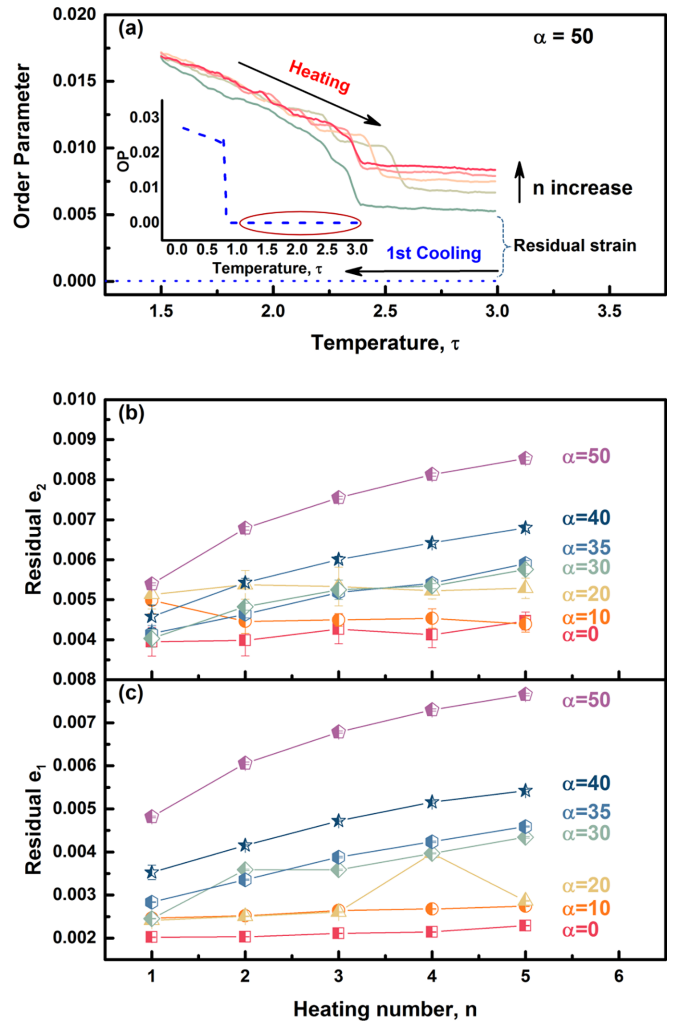 0.020
(a)
α = 50
Heating
0.015
0.03
0.02
OP
0.010
0.01
n increase
0.00
0.005
0.0 0.5 1.0 1.5 2.0 2.5 3.0
Temperature, τ
1st Cooling
Residual strain
0.000
Order Parameter
1.5 2.0 2.5 3.0 3.5
Temperature, τ
0.010
(b)
0.009
α=50
0.008
0.007
α=40
α=35
0.006
α=30
α=20
0.005
α=10
0.004
α=0
Residual e₂
0.008
(c)
α=50
0.007
0.006
α=40
0.005
α=35
α=30
0.004
α=20
0.003
α=10
α=0
0.002
Residual e₁
1 2 3 4 5 6
Heating number, n